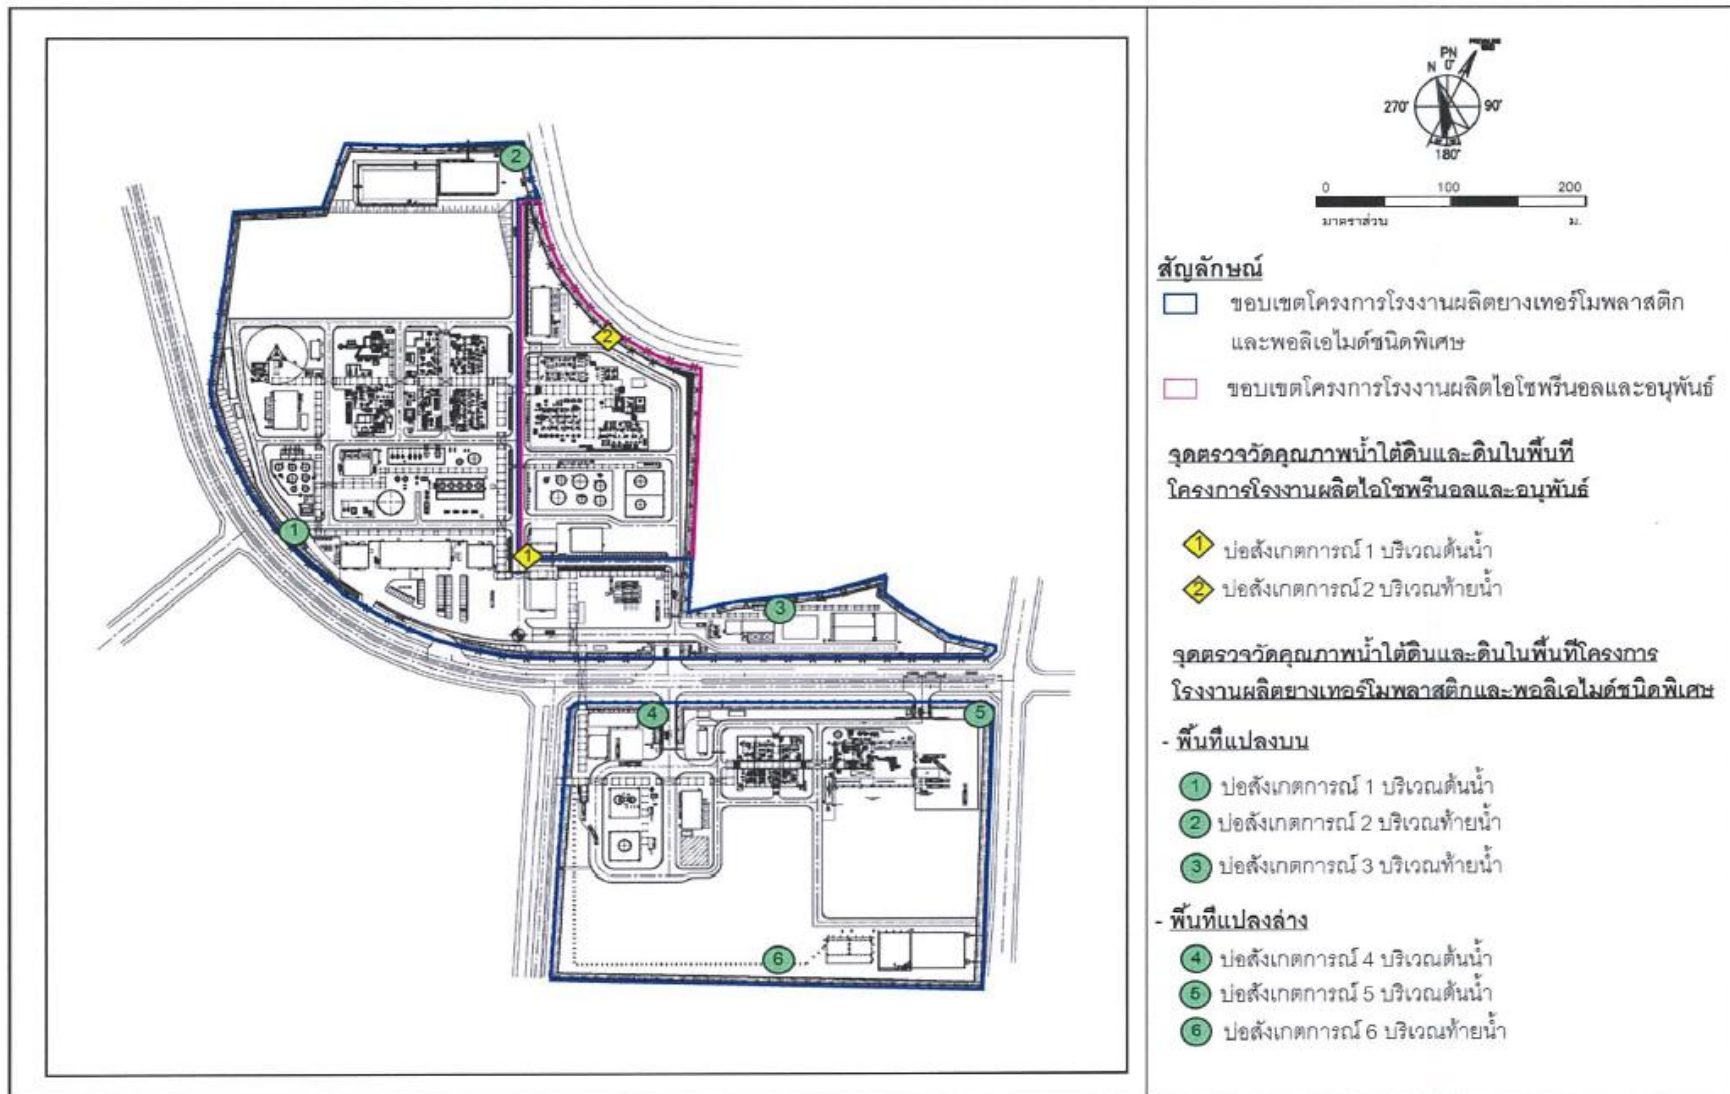 PN
N 0°
270° 90°
180°
0 100 200
มาตราส่วน ม.
สัญลักษณ์
ขอบเขตโครงการโรงงานผลิตยางเทอร์โมพลาสติก
และพอลิเอไมด์ชนิดพิเศษ
ขอบเขตโครงการโรงงานผลิตไอโซพรีนอลและอนุพันธ์
จุดตรวจวัดคุณภาพน้ำใต้ดินและดินในพื้นที่
โครงการโรงงานผลิตไอโซพรีนอลและอนุพันธ์
1 บ่อสังเกตการณ์ 1 บริเวณต้นน้ำ
2 บ่อสังเกตการณ์ 2 บริเวณท้ายน้ำ
จุดตรวจวัดคุณภาพน้ำใต้ดินและดินในพื้นที่โครงการ
โรงงานผลิตยางเทอร์โมพลาสติกและพอลิเอไมด์ชนิดพิเศษ
- พื้นที่แปลงบน
1 บ่อสังเกตการณ์ 1 บริเวณต้นน้ำ
2 บ่อสังเกตการณ์ 2 บริเวณท้ายน้ำ
3 บ่อสังเกตการณ์ 3 บริเวณท้ายน้ำ
- พื้นที่แปลงล่าง
4 บ่อสังเกตการณ์ 4 บริเวณต้นน้ำ
5 บ่อสังเกตการณ์ 5 บริเวณต้นน้ำ
6 บ่อสังเกตการณ์ 6 บริเวณท้ายน้ำ
2
2
1
1
3
4
5
6